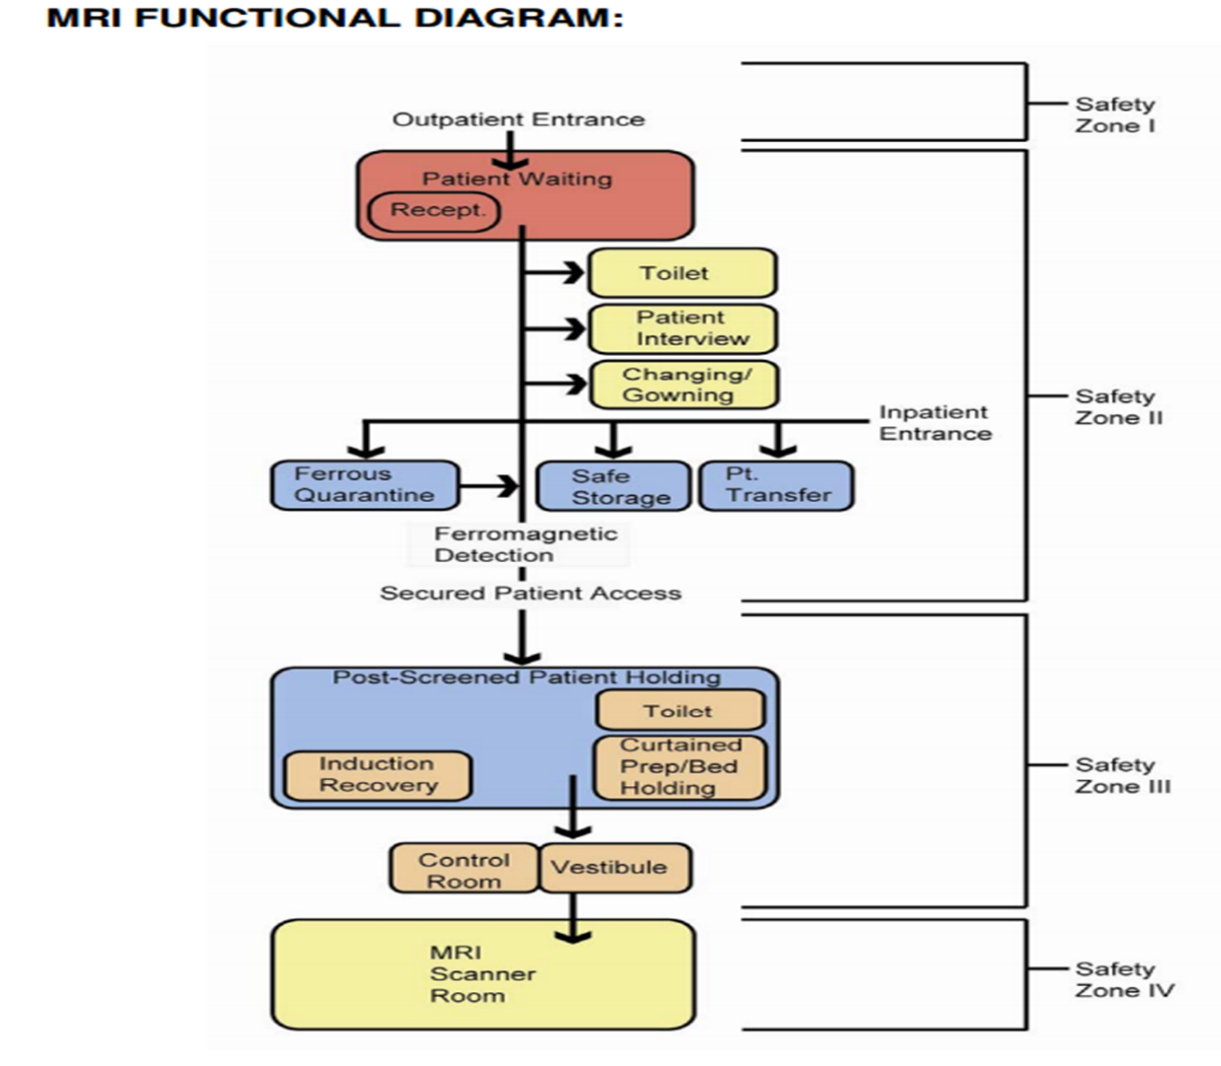 MRI FUNCTIONAL DIAGRAM:
Safety
Zone I
Outpatient Entrance
Patient Waiting
Recept.
Toilet
Patient
Interview
Changing/
Gowning
Safety
Zone II
Inpatient
Entrance
Ferrous
Quarantine
Safe
Storage
Pt.
Transfer
Ferromagnetic
Detection
Secured Patient Access
Post-Screened Patient Holding
Toilet
Curtained
Prep/Bed
Holding
Induction
Recovery
Safety
Zone III
Control
Room
Vestibule
MRI
Scanner
Room
Safety
Zone IV